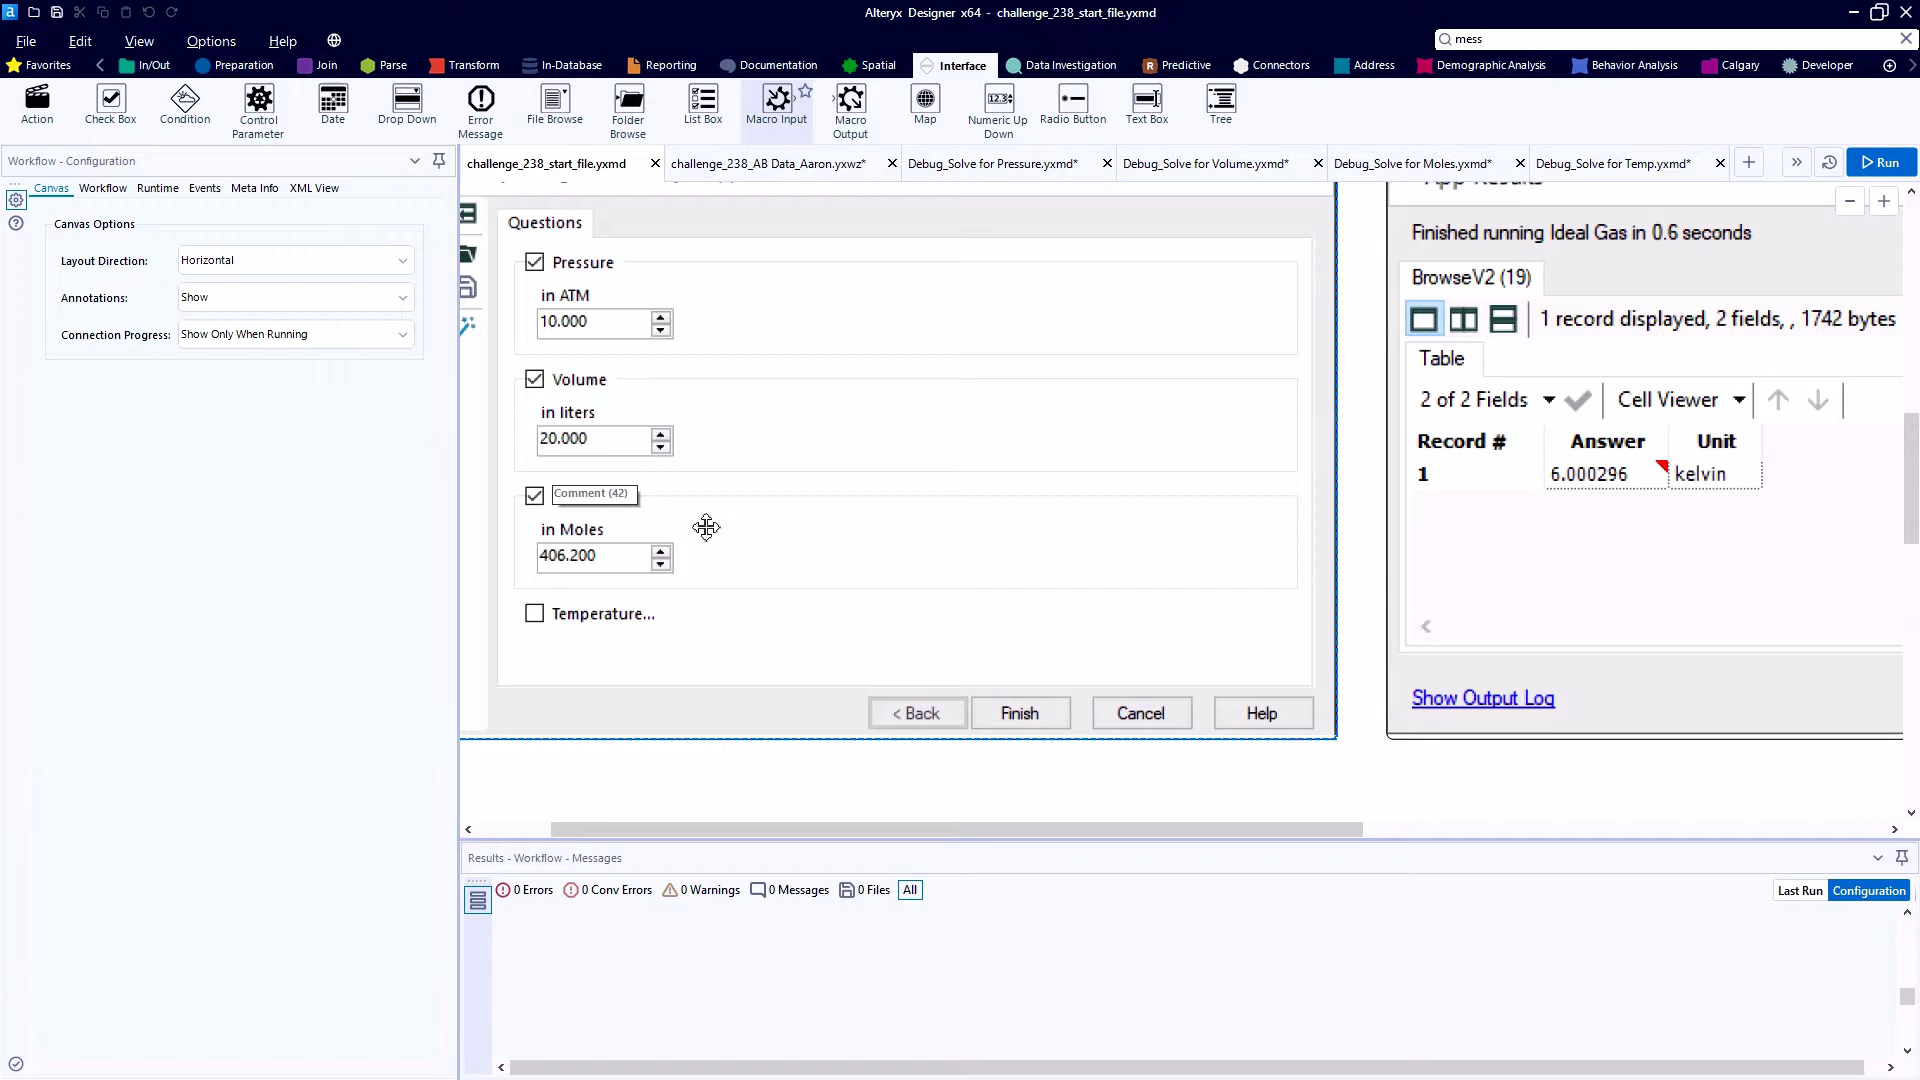 Alteryx Designer x64 - challenge_238_start_file.yxmd
File Edit View Options Help
mess
Favorites In/Out Preparation Join Parse Transform In-Database Reporting Documentation Spatial Interface Data Investigation Predictive Connectors Address Demographic Analysis Behavior Analysis Calgary Developer
Action Check Box Condition Control Parameter Date Drop Down Error Message File Browse Folder Browse List Box Macro Input Macro Output Map Numeric Up Down Radio Button Text Box Tree
Workflow - Configuration
challenge_238_start_file.yxmd challenge_238_AB Data_Aaron.yxwz* Debug_Solve for Pressure.yxmd* Debug_Solve for Volume.yxmd* Debug_Solve for Moles.yxmd* Debug_Solve for Temp.yxmd* Run
Canvas Workflow Runtime Events Meta Info XML View
Canvas Options
Layout Direction: Horizontal
Annotations: Show
Connection Progress: Show Only When Running
Questions
Pressure
in ATM
10.000
Volume
in liters
20.000
Comment (42)
in Moles
406.200
Temperature...
< Back Finish Cancel Help
App Results
Finished running Ideal Gas in 0.6 seconds
BrowseV2 (19)
1 record displayed, 2 fields, , 1742 bytes
Table
2 of 2 Fields Cell Viewer
Record # Answer Unit
1 6.000296 kelvin
Show Output Log
Results - Workflow - Messages
0 Errors 0 Conv Errors 0 Warnings 0 Messages 0 Files All
Last Run Configuration